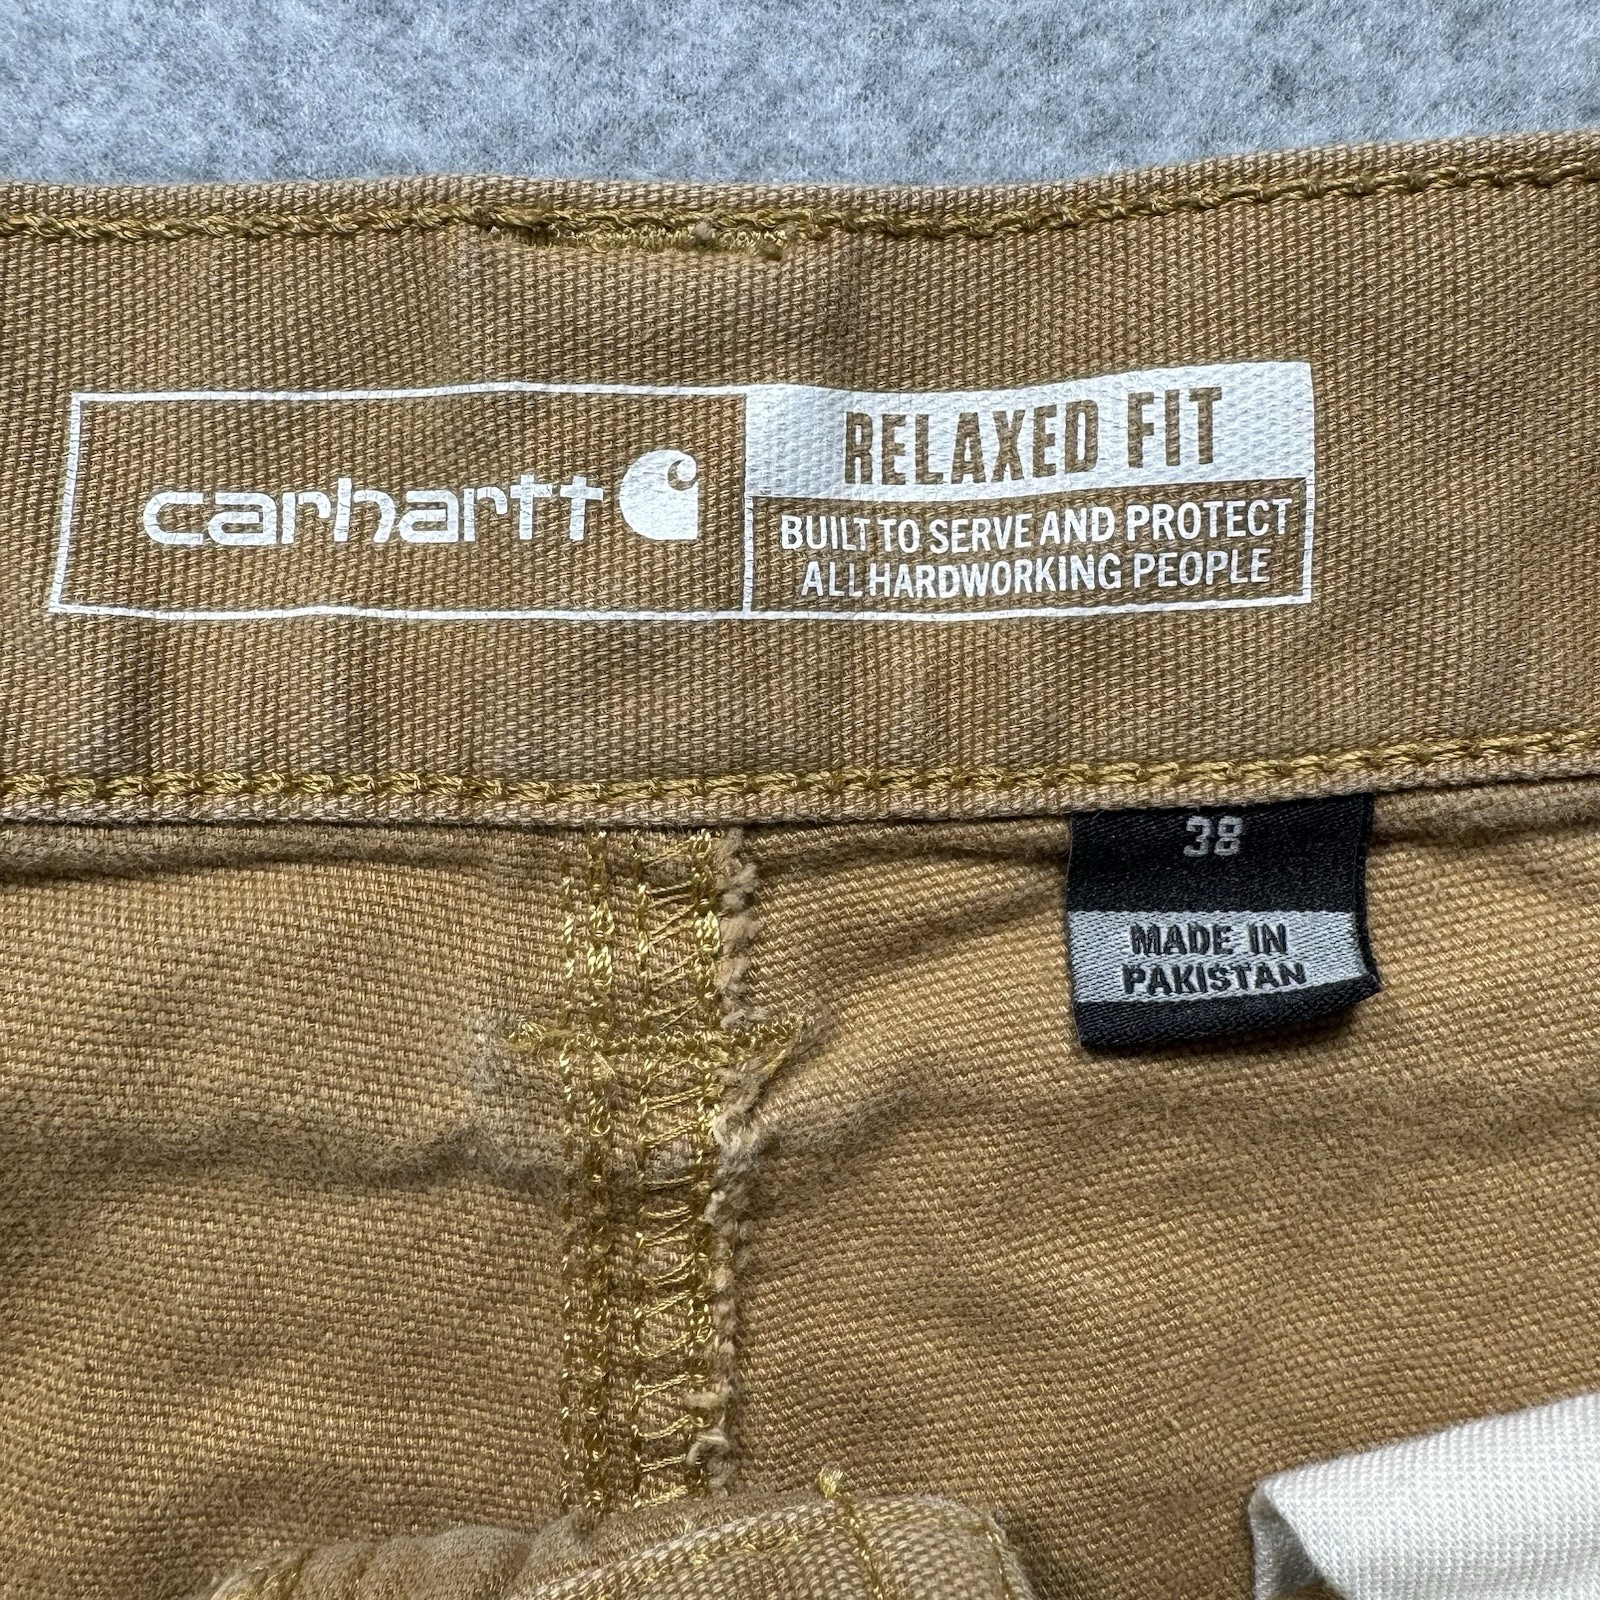 carhartt
RELAXED FIT
BUILT TO SERVE AND PROTECT
ALL HARDWORKING PEOPLE
38
MADE IN
PAKISTAN